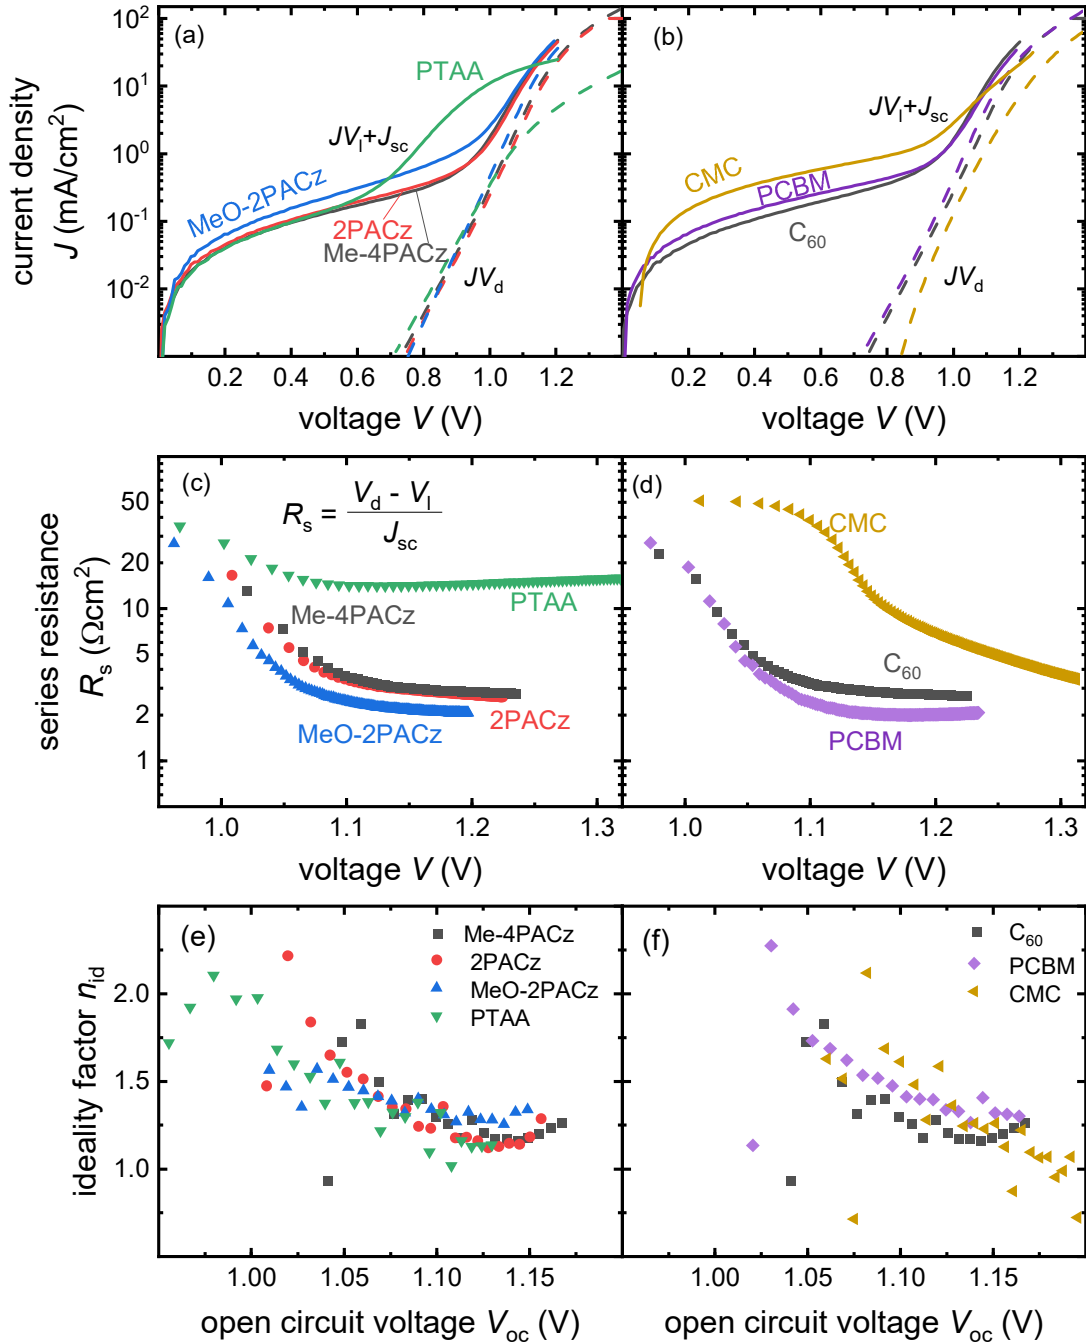 (a)
(b)
10^2
10^1
10^0
10^-1
10^-2
current density
J (mA/cm2)
PTAA
JV_l+J_sc
MeO-2PACz
2PACz
Me-4PACz
JV_d
CMC
JV_l+J_sc
PCBM
C_60
JV_d
0.2 0.4 0.6 0.8 1.0 1.2
0.2 0.4 0.6 0.8 1.0 1.2
voltage V (V)
voltage V (V)
(c)
(d)
50
20
10
5
2
1
series resistance
R_s (Ωcm2)
R_s = (V_d - V_l) / J_sc
PTAA
Me-4PACz
2PACz
MeO-2PACz
CMC
C_60
PCBM
1.0 1.1 1.2 1.3
1.0 1.1 1.2 1.3
voltage V (V)
voltage V (V)
(e)
(f)
2.0
1.5
1.0
ideality factor n_id
Me-4PACz
2PACz
MeO-2PACz
PTAA
C_60
PCBM
CMC
1.00 1.05 1.10 1.15
1.00 1.05 1.10 1.15
open circuit voltage V_oc (V)
open circuit voltage V_oc (V)